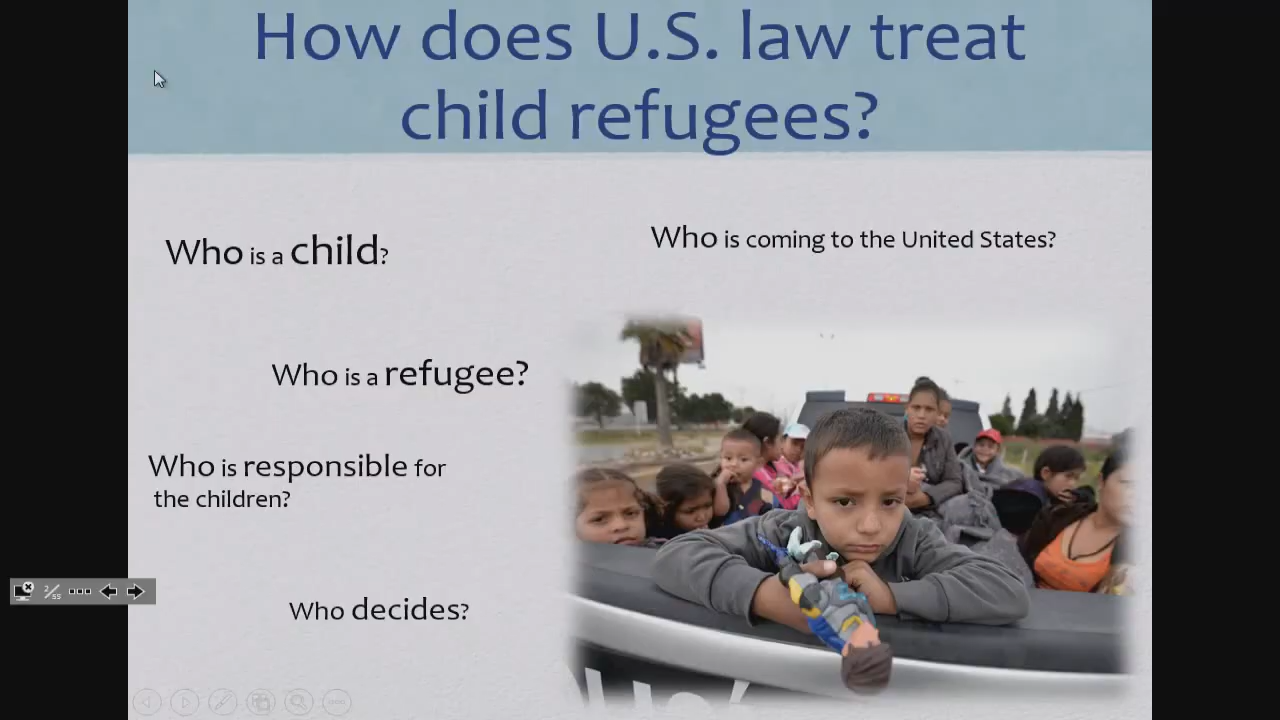 How does U.S. law treat
child refugees?
Who is a child?
Who is coming to the United States?
Who is a refugee?
Who is responsible for
the children?
Who decides?